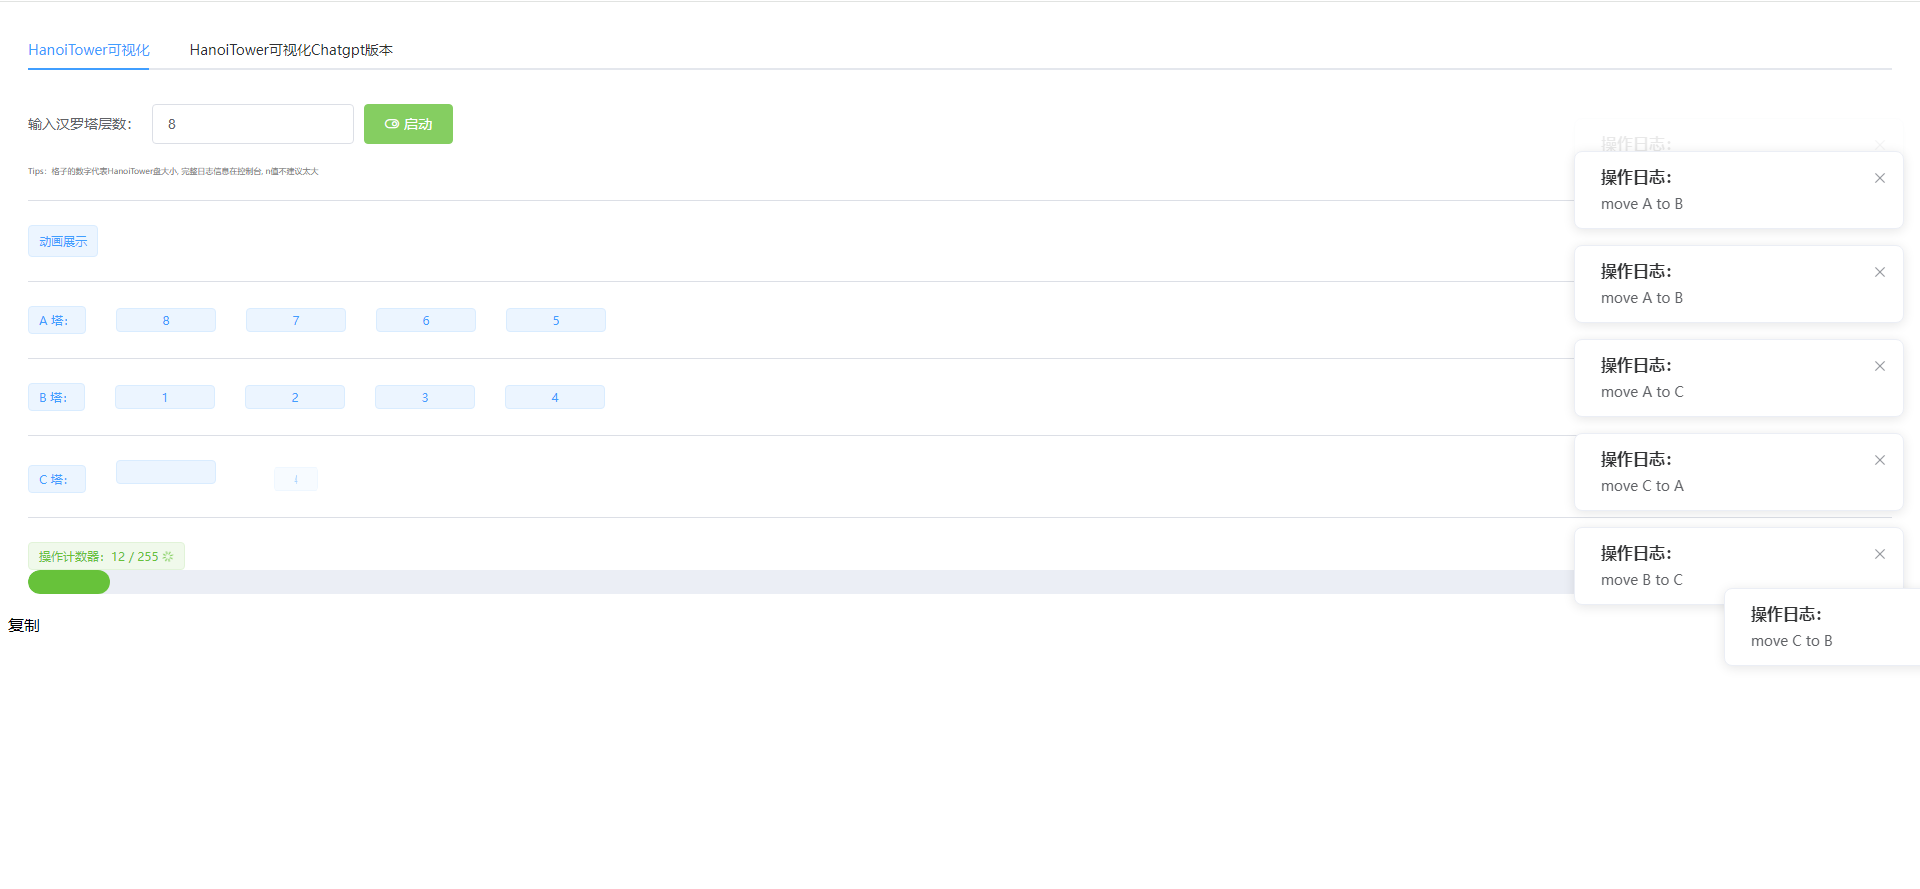 HanoiTower可视化
HanoiTower可视化Chatgpt版本
输入汉罗塔层数：
8
启动
Tips：格子的数字代表HanoiTower盘大小, 完整日志信息在控制台, n值不建议太大
动画展示
A 塔：
8
7
6
5
B 塔：
1
2
3
4
C 塔：
操作计数器：12 / 255
复制
操作日志：
操作日志：
move A to B
操作日志：
move A to B
操作日志：
move A to C
操作日志：
move C to A
操作日志：
move B to C
操作日志：
move C to B